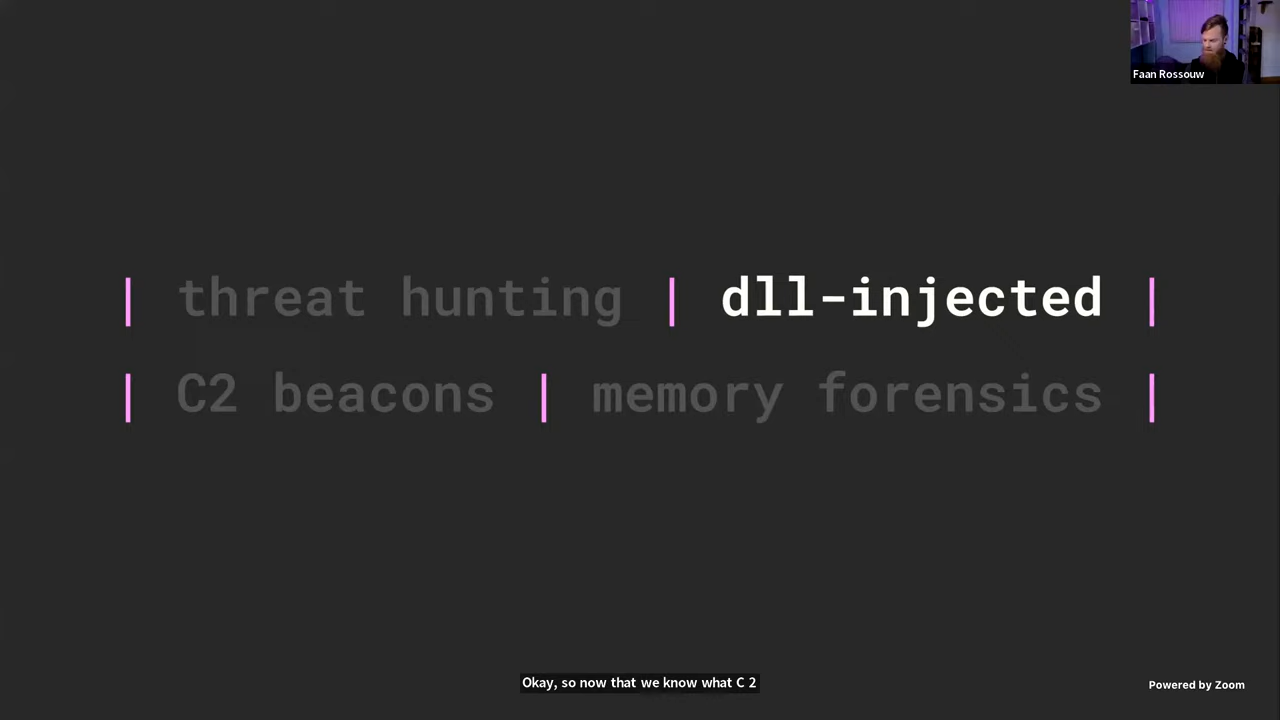 Faan Rossouw
| threat hunting | dll-injected |
| C2 beacons | memory forensics |
Okay, so now that we know what C 2
Powered by Zoom